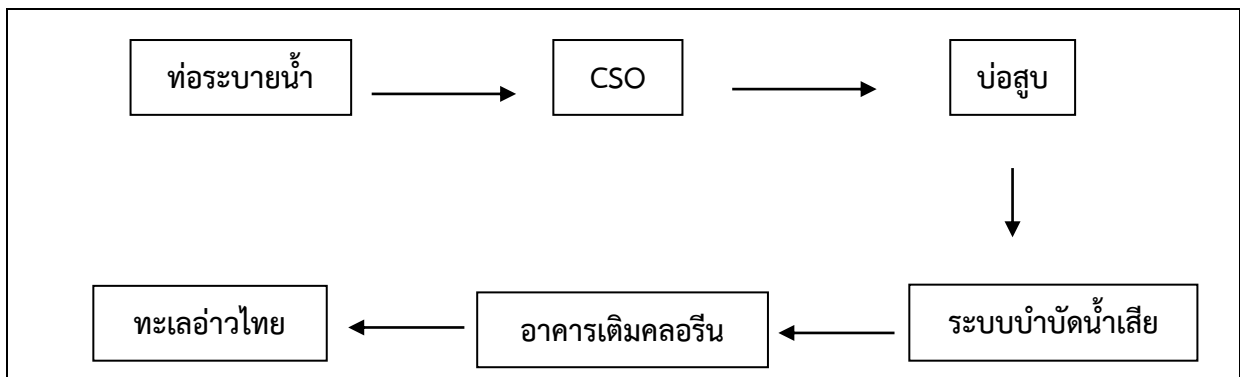 ท่อระบายน้ำ
CSO
บ่อสูบ
ระบบบำบัดน้ำเสีย
อาคารเติมคลอรีน
ทะเลอ่าวไทย